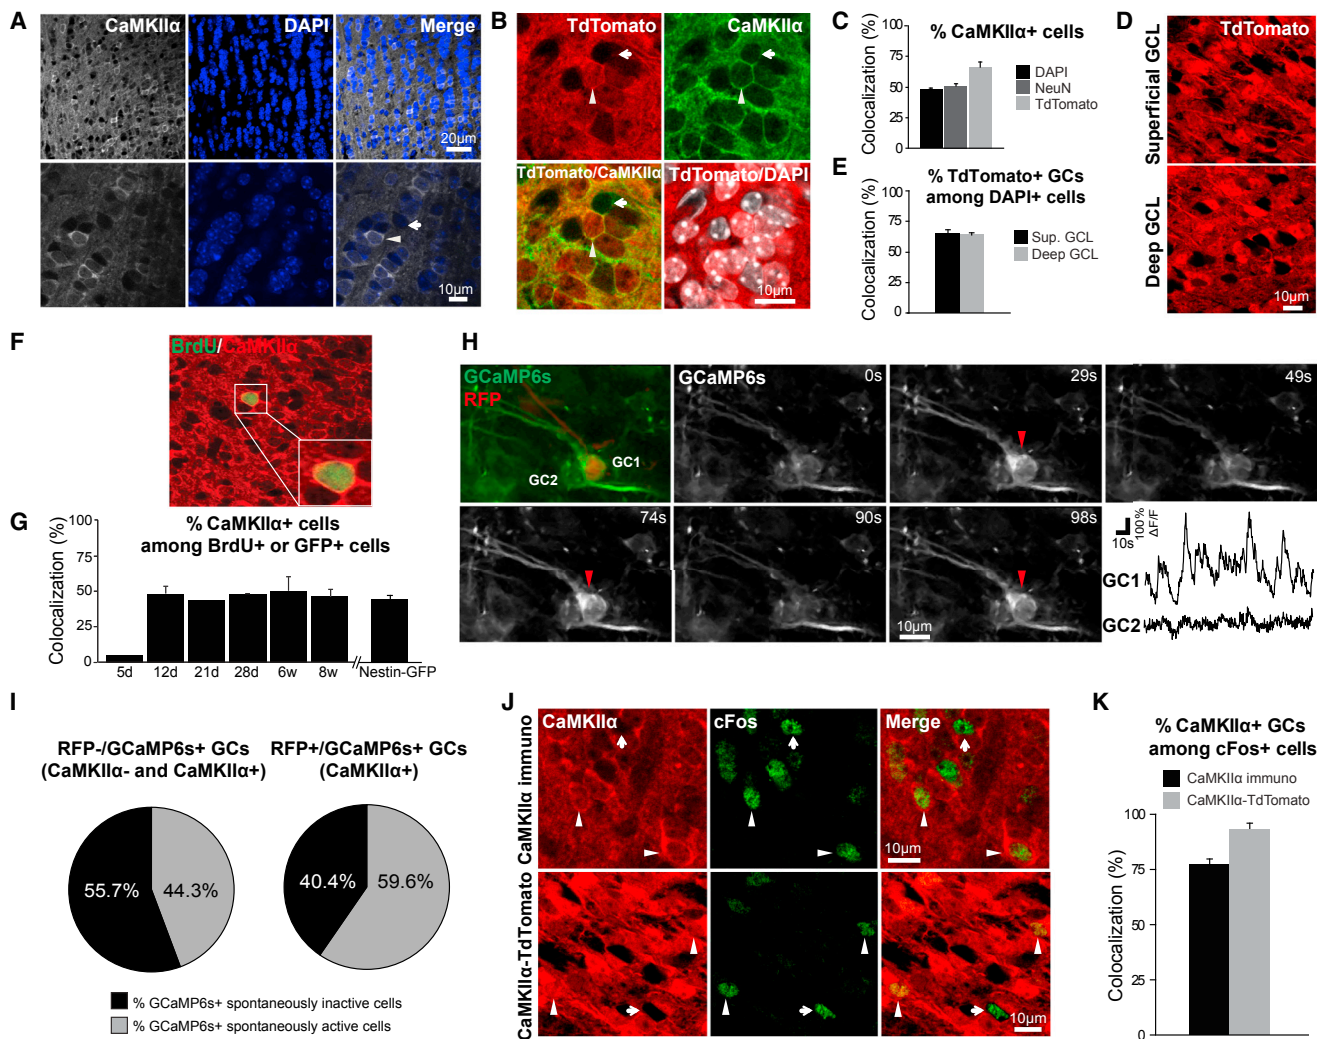 A
CaMKIIα
DAPI
Merge
20µm
10µm
B
TdTomato
CaMKIIα
TdTomato/CaMKIIα
TdTomato/DAPI
10µm
C
% CaMKIIα+ cells
Colocalization (%)
100
75
50
25
0
DAPI
NeuN
TdTomato
D
TdTomato
Superficial GCL
Deep GCL
10µm
E
% TdTomato+ GCs
among DAPI+ cells
Colocalization (%)
100
75
50
25
0
Sup. GCL
Deep GCL
F
BrdU/CaMKIIα
G
% CaMKIIα+ cells
among BrdU+ or GFP+ cells
Colocalization (%)
100
75
50
25
0
5d
12d
21d
28d
6w
8w
Nestin-GFP
H
GCaMP6s
RFP
GC1
GC2
GCaMP6s
0s
29s
49s
74s
90s
98s
10µm
100%
ΔF/F
10s
GC1
GC2
I
RFP-/GCaMP6s+ GCs
(CaMKIIα- and CaMKIIα+)
RFP+/GCaMP6s+ GCs
(CaMKIIα+)
55.7%
44.3%
40.4%
59.6%
% GCaMP6s+ spontaneously inactive cells
% GCaMP6s+ spontaneously active cells
J
CaMKIIα
cFos
Merge
CaMKIIα immuno
10µm
CaMKIIα-TdTomato
10µm
K
% CaMKIIα+ GCs
among cFos+ cells
CaMKIIα immuno
CaMKIIα-TdTomato
Colocalization (%)
100
75
50
25
0